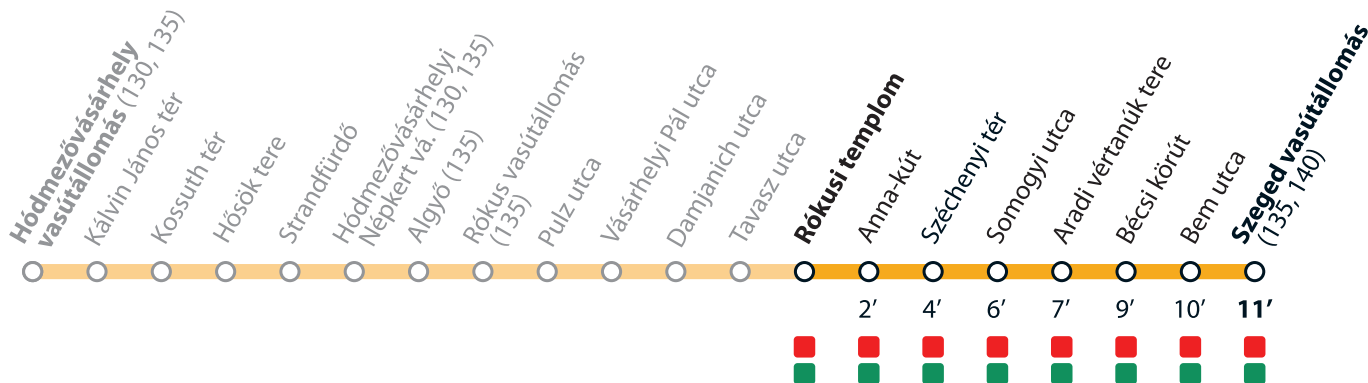 Hódmezővásárhely
vasútállomás (130, 135)
Kálvin János tér
Kossuth tér
Hősök tere
Strandfürdő
Hódmezővásárhelyi
Népkert vá. (130, 135)
Algyő (135)
Rókus vasútállomás
(135)
Pulz utca
Vásárhelyi Pál utca
Damjanich utca
Tavasz utca
Rókusi templom
Anna-kút
Széchenyi tér
Somogyi utca
Aradi vértanúk tere
Bécsi körút
Bem utca
Szeged vasútállomás
(135, 140)
2’ 4’ 6’ 7’ 9’ 10’ 11’